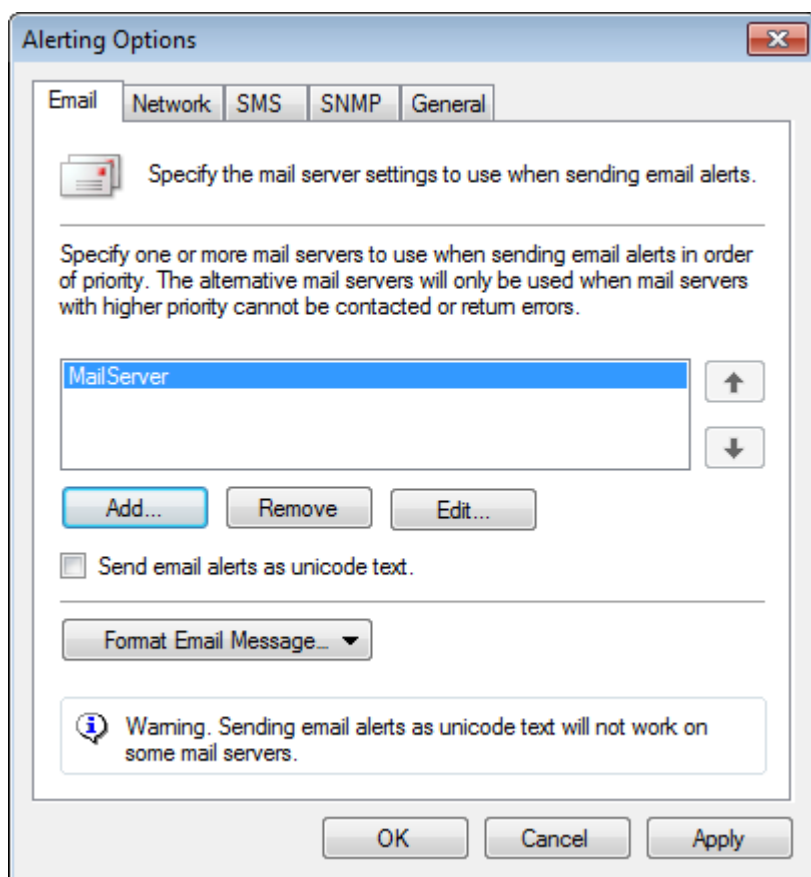 Alerting Options
Email Network SMS SNMP General
Specify the mail server settings to use when sending email alerts.
Specify one or more mail servers to use when sending email alerts in order
of priority. The alternative mail servers will only be used when mail servers
with higher priority cannot be contacted or return errors.
MailServer
Add... Remove Edit...
Send email alerts as unicode text.
Format Email Message...
Warning. Sending email alerts as unicode text will not work on
some mail servers.
OK Cancel Apply